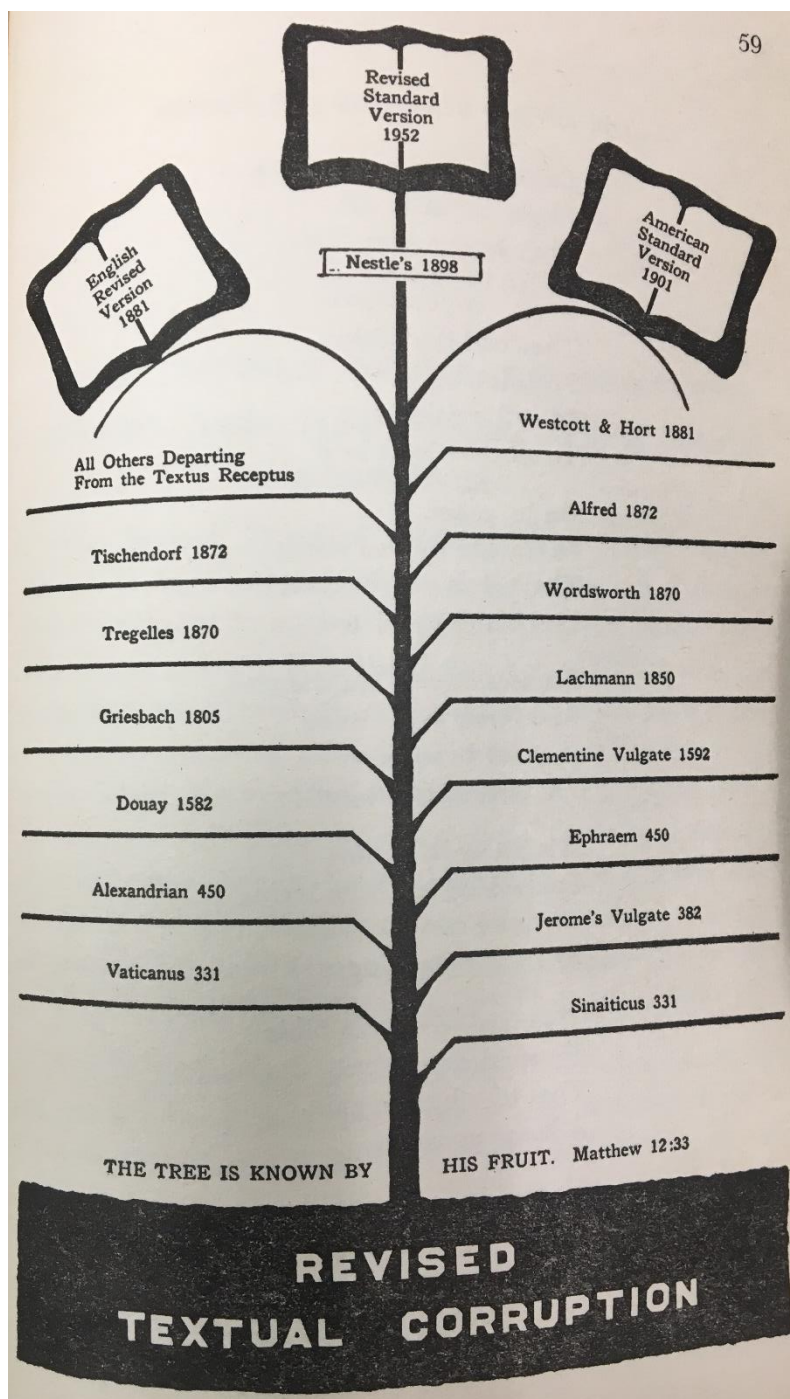 59
Revised
Standard
Version
1952
English
Revised
Version
1881
American
Standard
Version
1901
Nestle's 1898
All Others Departing
From the Textus Receptus
Tischendorf 1872
Tregelles 1870
Griesbach 1805
Douay 1582
Alexandrian 450
Vaticanus 331
Westcott & Hort 1881
Alfred 1872
Wordsworth 1870
Lachmann 1850
Clementine Vulgate 1592
Ephraem 450
Jerome's Vulgate 382
Sinaiticus 331
THE TREE IS KNOWN BY HIS FRUIT. Matthew 12:33
REVISED
TEXTUAL CORRUPTION